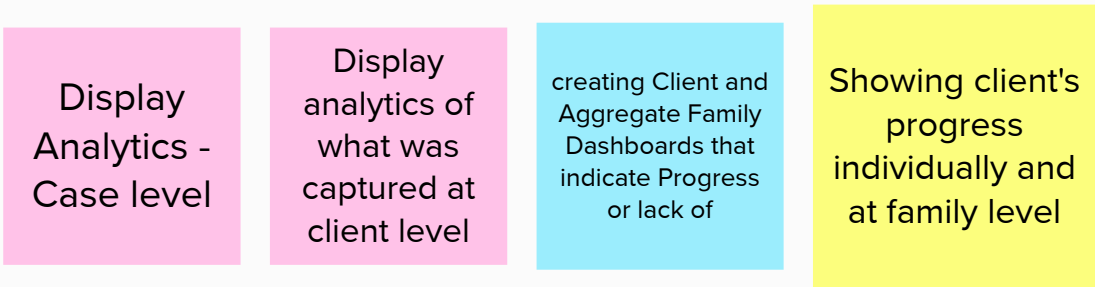 Display
Analytics -
Case level
Display
analytics of
what was
captured at
client level
creating Client and
Aggregate Family
Dashboards that
indicate Progress
or lack of
Showing client's
progress
individually and
at family level